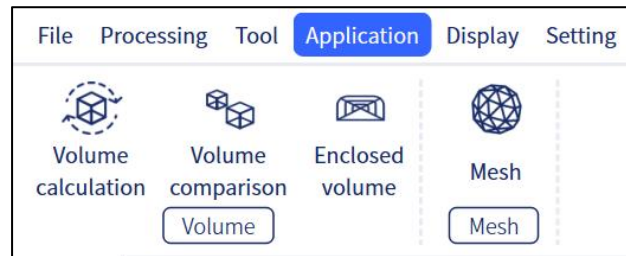 File Processing Tool Application Display Setting
Volume calculation
Volume comparison
Enclosed volume
Mesh
Volume
Mesh